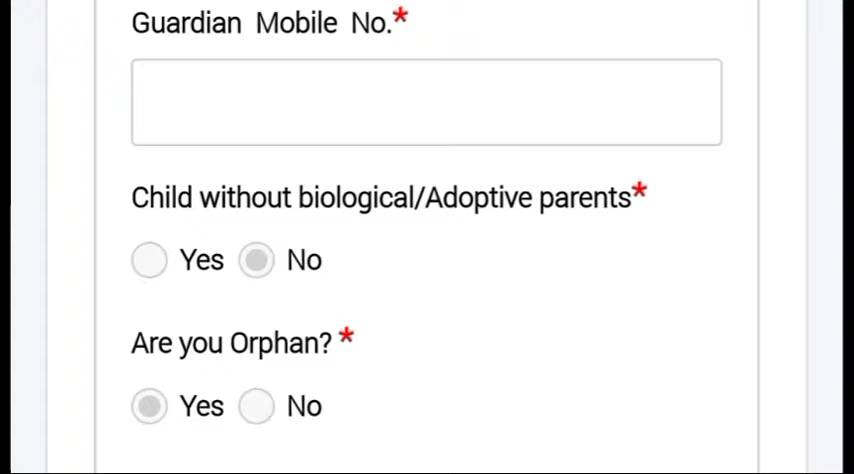 Guardian Mobile No.*
Child without biological/Adoptive parents*
Yes No
Are you Orphan? *
Yes No